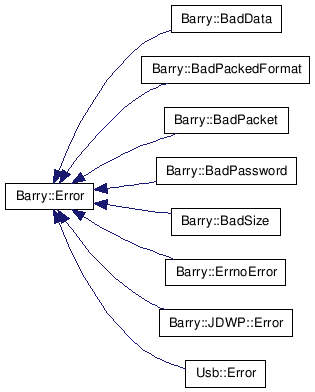 Barry::BadData
Barry::BadPackedFormat
Barry::BadPacket
Barry::BadPassword
Barry::Error
Barry::BadSize
Barry::ErrnoError
Barry::JDWP::Error
Usb::Error